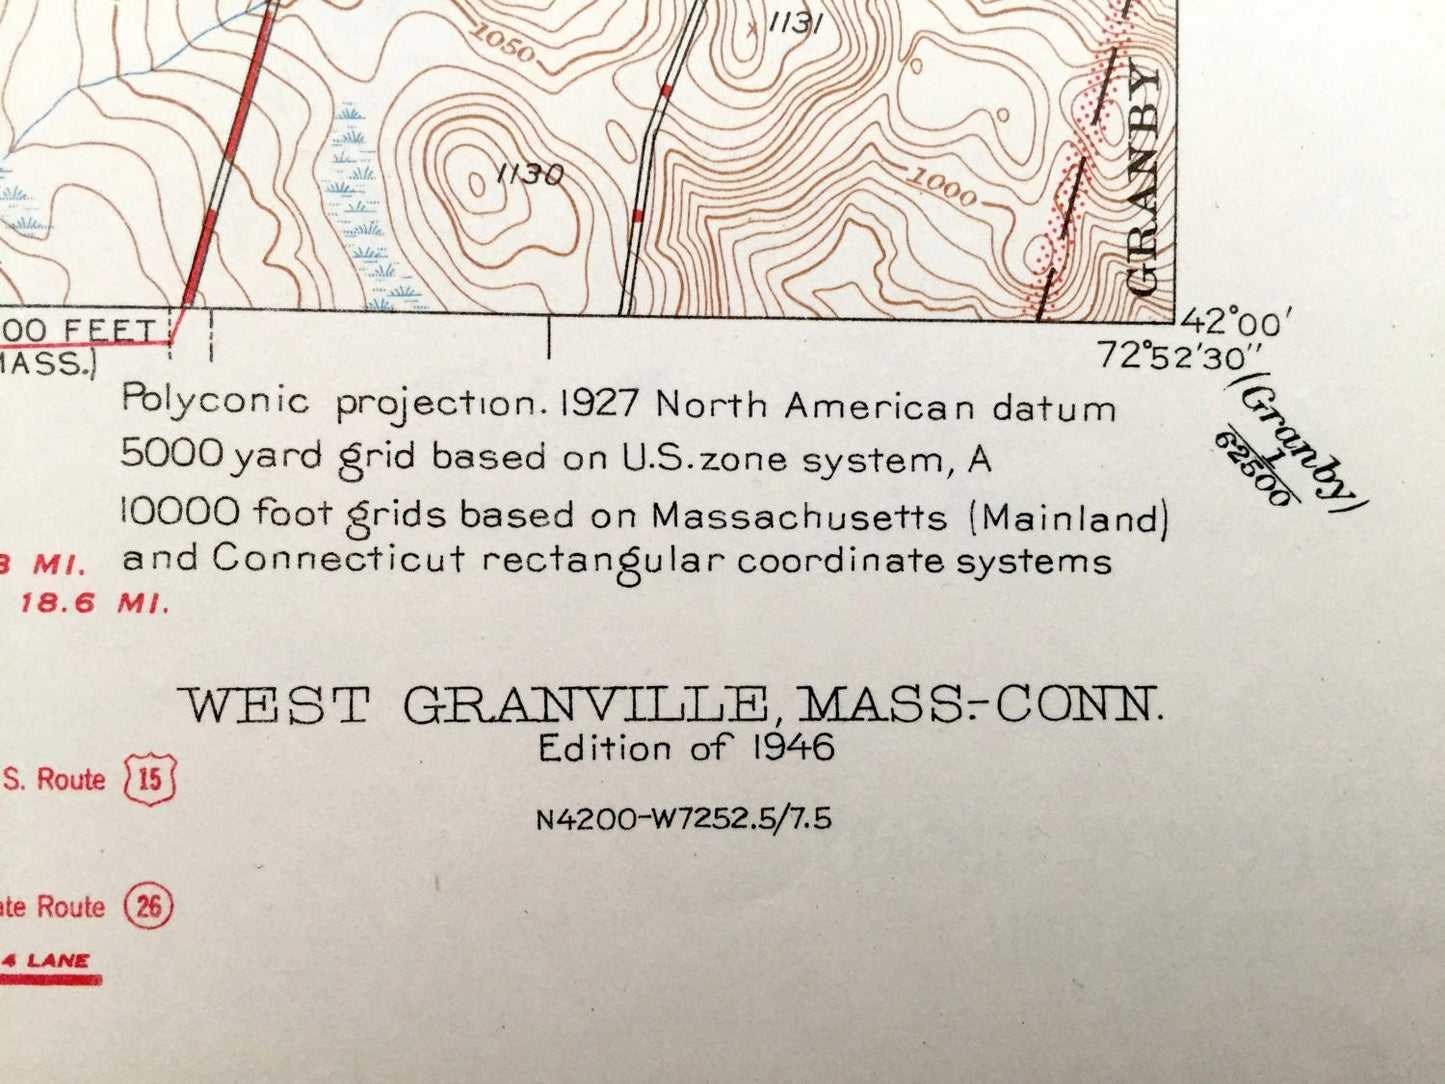 1050
1131
1130
1000
GRANBY
00 FEET
MASS.)
42°00'
72°52'30"
(Granby)
1
62500
Polyconic projection. 1927 North American datum
5000 yard grid based on U.S. zone system, A
10000 foot grids based on Massachusetts (Mainland)
and Connecticut rectangular coordinate systems
MI.
18.6 MI.
WEST GRANVILLE, MASS.-CONN.
Edition of 1946
N4200-W7252.5/7.5
S. Route 15
Route 26
4 LANE